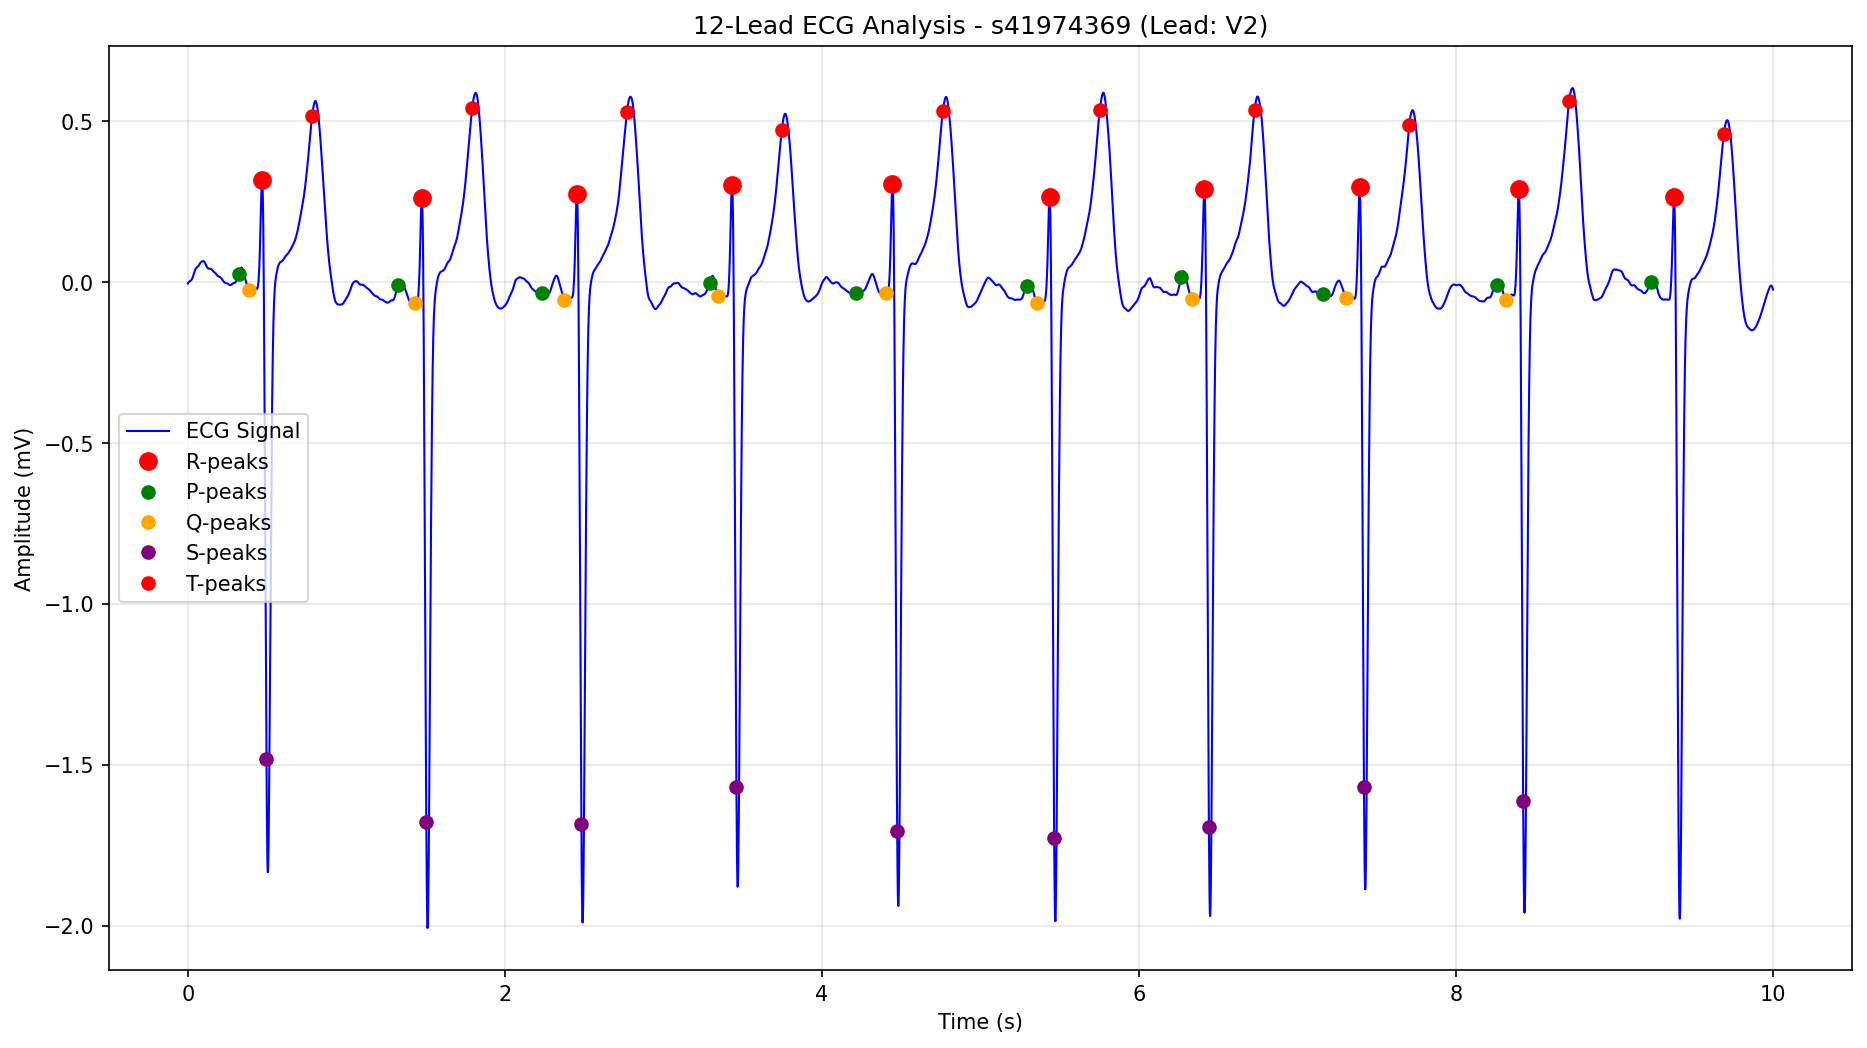 12-Lead ECG Analysis - s41974369 (Lead: V2)
Amplitude (mV)
0.5
0.0
−0.5
−1.0
−1.5
−2.0
ECG Signal
R-peaks
P-peaks
Q-peaks
S-peaks
T-peaks
0 2 4 6 8 10
Time (s)